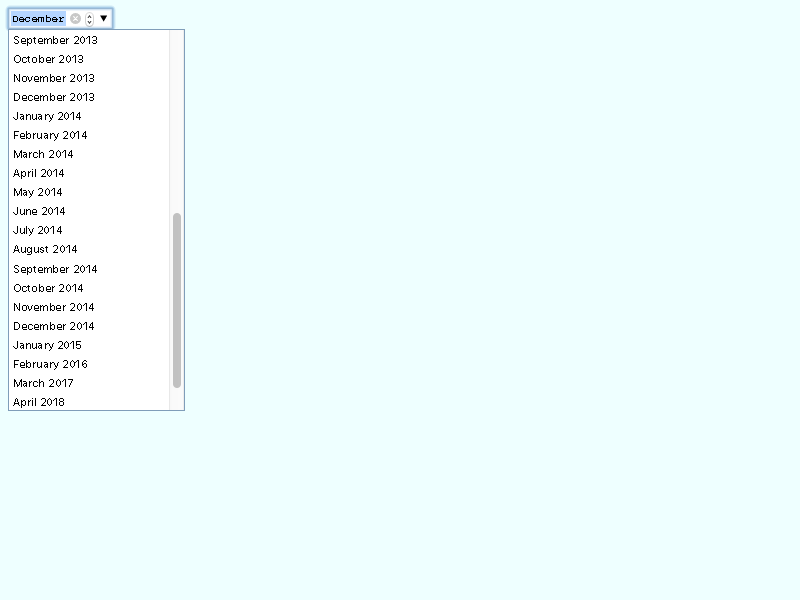 December
September 2013
October 2013
November 2013
December 2013
January 2014
February 2014
March 2014
April 2014
May 2014
June 2014
July 2014
August 2014
September 2014
October 2014
November 2014
December 2014
January 2015
February 2016
March 2017
April 2018